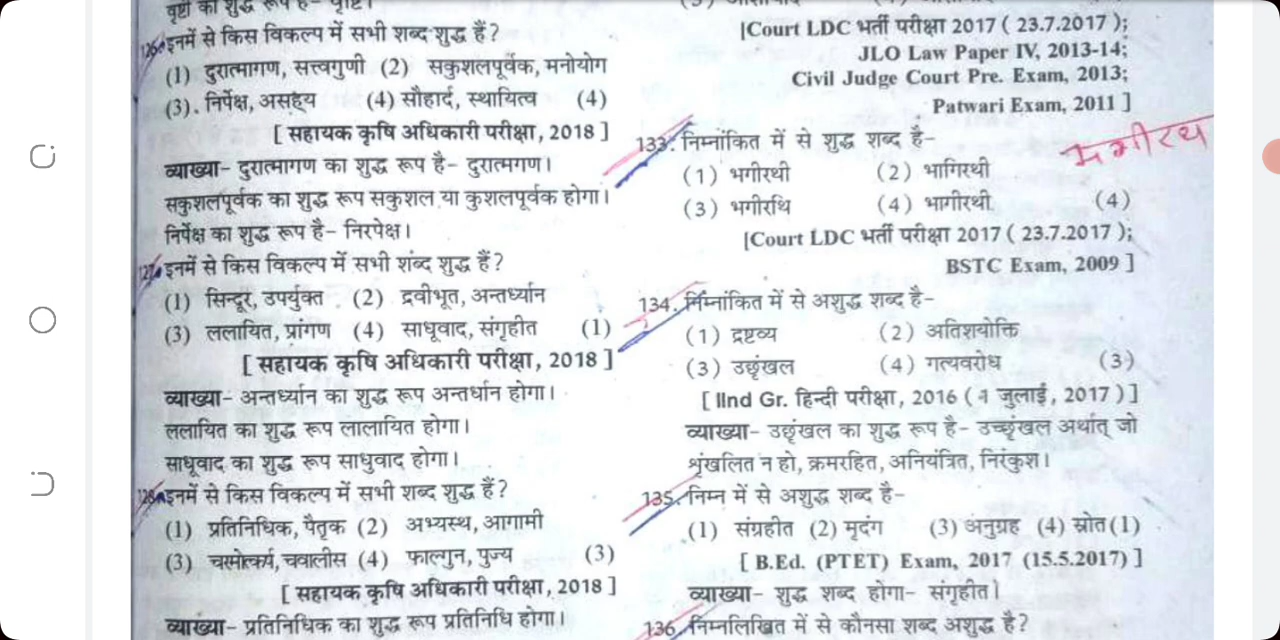 वृष्टी का शुद्ध रूप है– वृष्टि।
126. इनमें से किस विकल्प में सभी शब्द शुद्ध हैं?
(1) दुरात्मागण, सत्त्वगुणी (2) सकुशलपूर्वक, मनोयोग
(3). निर्पेक्ष, असह्य (4) सौहार्द, स्थायित्व (4)
[ सहायक कृषि अधिकारी परीक्षा, 2018 ]
व्याख्या– दुरात्मागण का शुद्ध रूप है– दुरात्मगण।
सकुशलपूर्वक का शुद्ध रूप सकुशल या कुशलपूर्वक होगा।
निर्पेक्ष का शुद्ध रूप है– निरपेक्ष।
127. इनमें से किस विकल्प में सभी शब्द शुद्ध हैं?
(1) सिन्दूर, उपर्युक्त (2) द्रवीभूत, अन्तर्ध्यान
(3) ललायित, प्रांगण (4) साधूवाद, संगृहीत (1)
[ सहायक कृषि अधिकारी परीक्षा, 2018 ]
व्याख्या– अन्तर्ध्यान का शुद्ध रूप अन्तर्धान होगा।
ललायित का शुद्ध रूप लालायित होगा।
साधूवाद का शुद्ध रूप साधुवाद होगा।
128. इनमें से किस विकल्प में सभी शब्द शुद्ध हैं?
(1) प्रतिनिधिक, पैतृक (2) अभ्यस्थ, आगामी
(3) चरमोत्कर्ष, चवालीस (4) फ़ाल्गुन, पुज्य (3)
[ सहायक कृषि अधिकारी परीक्षा, 2018 ]
व्याख्या– प्रतिनिधिक का शुद्ध रूप प्रतिनिधि होगा।
[Court LDC भर्ती परीक्षा 2017 ( 23.7.2017 );
JLO Law Paper IV, 2013-14;
Civil Judge Court Pre. Exam, 2013;
Patwari Exam, 2011 ]
133. निम्नांकित में से शुद्ध शब्द है–
भगीरथ
(1) भगीरथी (2) भागिरथी
(3) भगीरथि (4) भागीरथी (4)
[Court LDC भर्ती परीक्षा 2017 ( 23.7.2017 );
BSTC Exam, 2009 ]
134. निम्नांकित में से अशुद्ध शब्द है–
(1) द्रष्टव्य (2) अतिशयोक्ति
(3) उछृंखल (4) गत्यवरोध (3)
[ IInd Gr. हिन्दी परीक्षा, 2016 ( 1 जुलाई, 2017 ) ]
व्याख्या– उछृंखल का शुद्ध रूप है– उच्छृंखल अर्थात् जो
शृंखलित न हो, क्रमरहित, अनियंत्रित, निरंकुश।
135. निम्न में से अशुद्ध शब्द है–
(1) संग्रहीत (2) मृदंग (3) अनुग्रह (4) स्रोत (1)
[ B.Ed. (PTET) Exam, 2017 (15.5.2017) ]
व्याख्या– शुद्ध शब्द होगा– संगृहीत।
136. निम्नलिखित में से कौनसा शब्द अशुद्ध है?